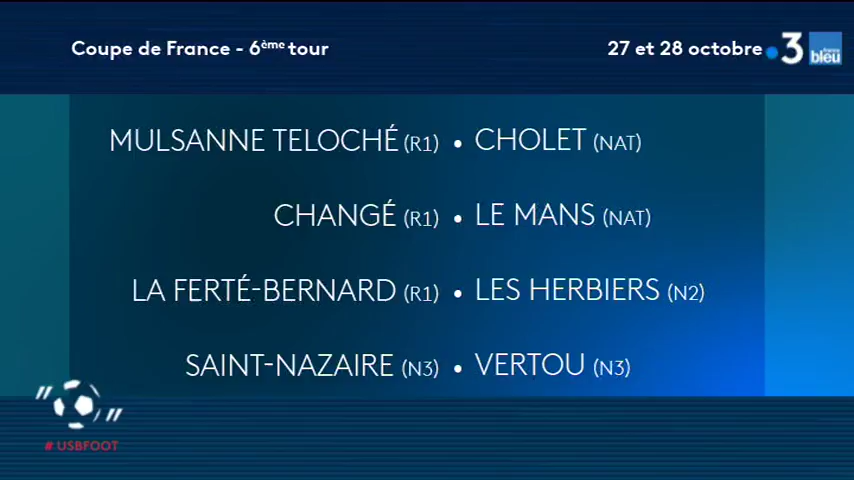 Coupe de France - 6ème tour
27 et 28 octobre
3
france
bleu
MULSANNE TELOCHÉ (R1) • CHOLET (NAT)
CHANGÉ (R1) • LE MANS (NAT)
LA FERTÉ-BERNARD (R1) • LES HERBIERS (N2)
SAINT-NAZAIRE (N3) • VERTOU (N3)
# USBFOOT